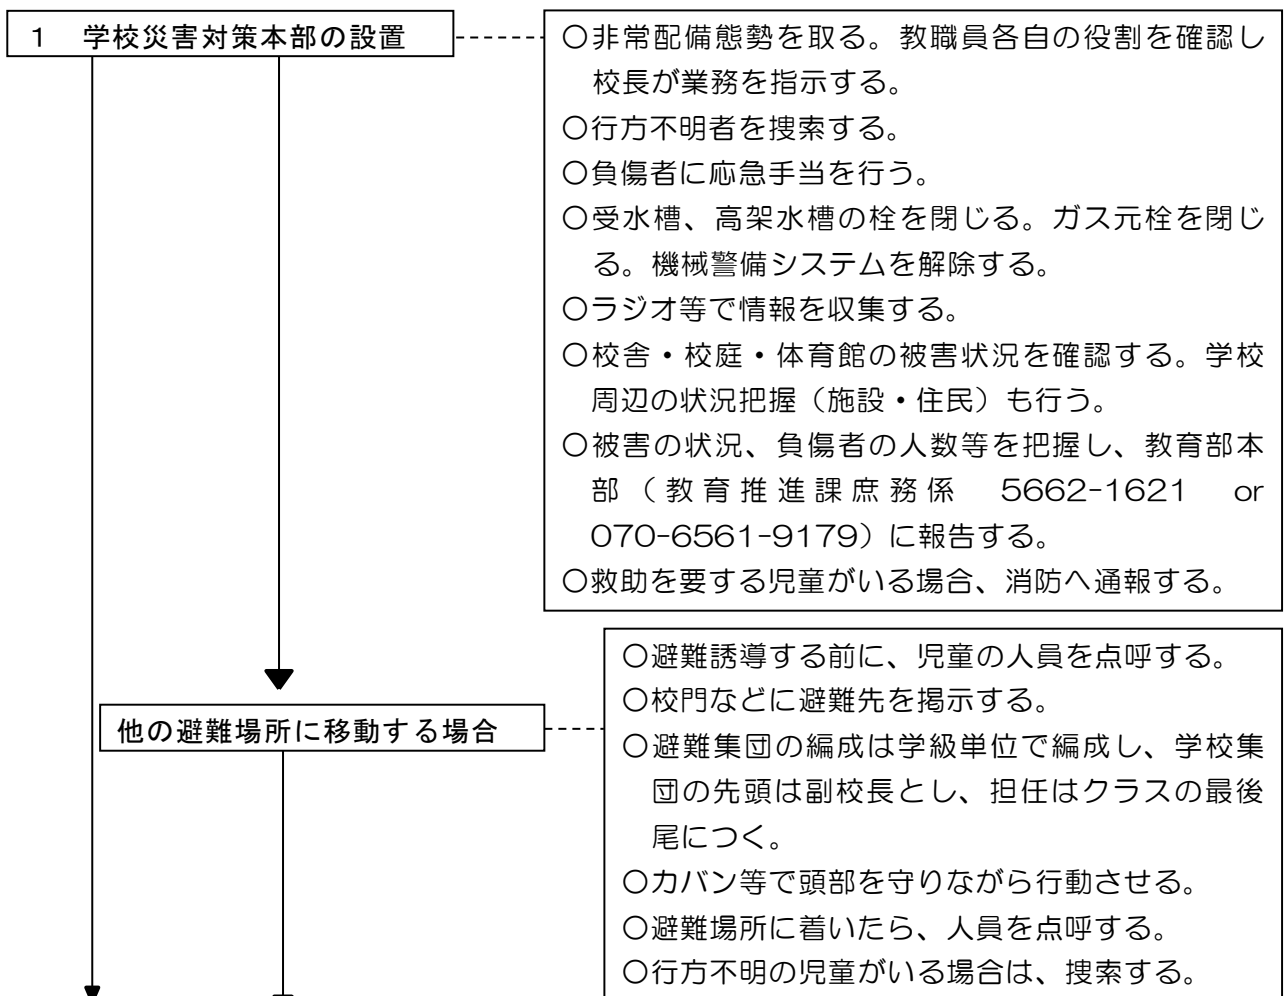 1　学校災害対策本部の設置
〇非常配備態勢を取る。教職員各自の役割を確認し
校長が業務を指示する。
〇行方不明者を捜索する。
〇負傷者に応急手当を行う。
〇受水槽、高架水槽の栓を閉じる。ガス元栓を閉じ
る。機械警備システムを解除する。
〇ラジオ等で情報を収集する。
〇校舎・校庭・体育館の被害状況を確認する。学校
周辺の状況把握（施設・住民）も行う。
〇被害の状況、負傷者の人数等を把握し、教育部本
部（教育推進課庶務係　5662-1621　or
070-6561-9179）に報告する。
〇救助を要する児童がいる場合、消防へ通報する。
他の避難場所に移動する場合
〇避難誘導する前に、児童の人員を点呼する。
〇校門などに避難先を掲示する。
〇避難集団の編成は学級単位で編成し、学校集
団の先頭は副校長とし、担任はクラスの最後
尾につく。
〇カバン等で頭部を守りながら行動させる。
〇避難場所に着いたら、人員を点呼する。
〇行方不明の児童がいる場合は、捜索する。